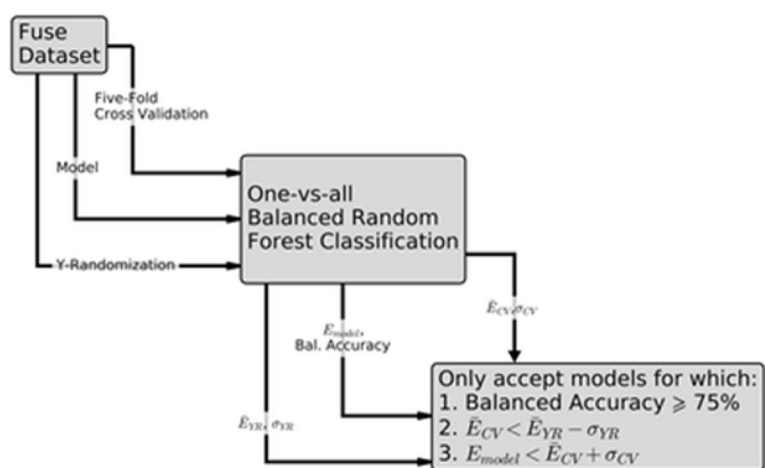 Fuse
Dataset
Five-Fold
Cross Validation
Model
Y-Randomization
One-vs-all
Balanced Random
Forest Classification
Ē_CV, σ_CV
E_model,
Bal. Accuracy
Ē_YR, σ_YR
Only accept models for which:
1. Balanced Accuracy ⩾ 75%
2. Ē_CV < Ē_YR − σ_YR
3. E_model < Ē_CV + σ_CV